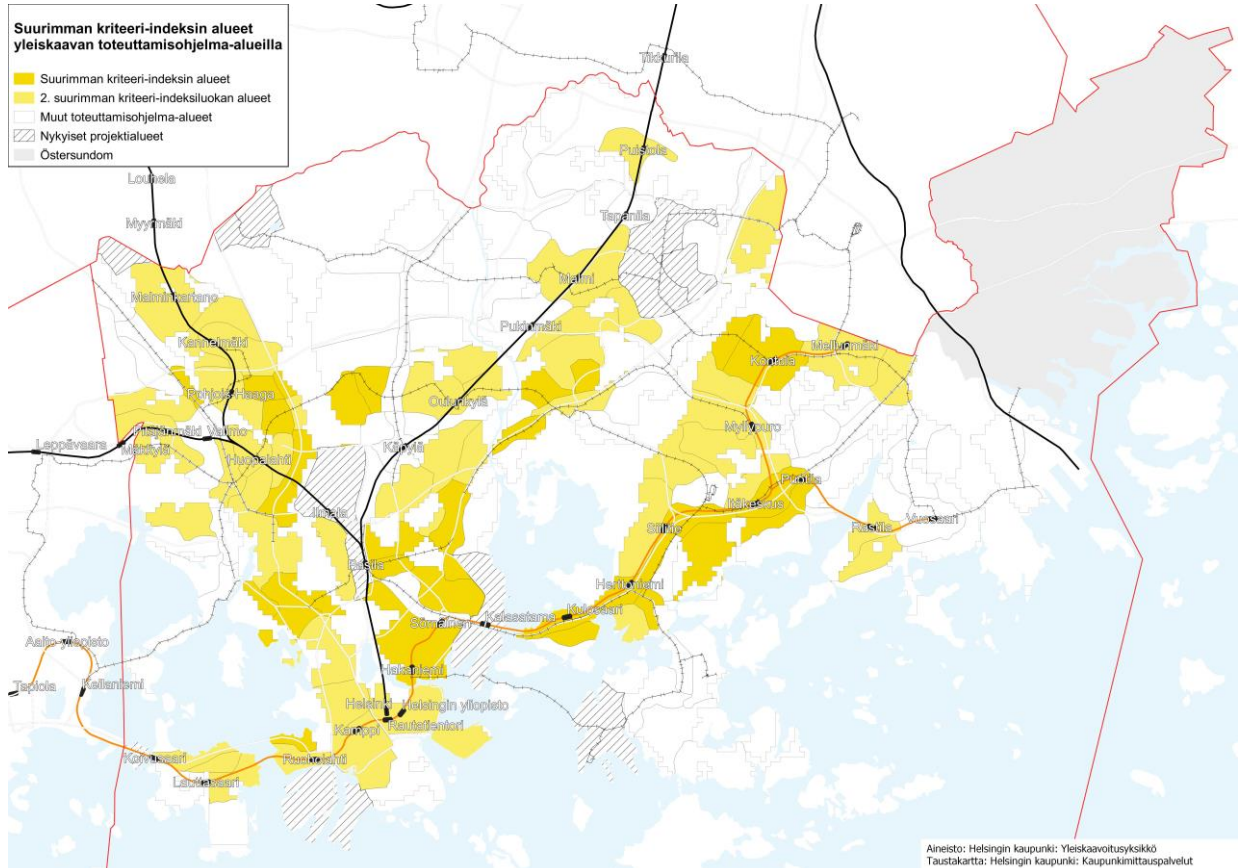 Suurimman kriteeri-indeksin alueet
yleiskaavan toteuttamisohjelma-alueilla
Suurimman kriteeri-indeksin alueet
2. suurimman kriteeri-indeksiluokan alueet
Muut toteuttamisohjelma-alueet
Nykyiset projektialueet
Östersundom
Tikkurila
Puistola
Louhela
Myyrmäki
Tapanila
Malmi
Malminkartano
Pukinmäki
Kannelmäki
Mellunmäki
Kontula
Pohjois-Haaga
Oulunkylä
Myllypuro
Pitäjänmäki
Valimo
Leppävaara
Mäkkylä
Käpylä
Huopalahti
Puotila
Itäkeskus
Ilmala
Siilitie
Rastila
Vuosaari
Pasila
Herttoniemi
Kulosaari
Sörnäinen
Kalasatama
Aalto-yliopisto
Hakaniemi
Tapiola
Keilaniemi
Helsinki
Helsingin yliopisto
Rautatientori
Kamppi
Koivusaari
Ruoholahti
Lauttasaari
Aineisto: Helsingin kaupunki: Yleiskaavoitusyksikkö
Taustakartta: Helsingin kaupunki: Kaupunkimittauspalvelut